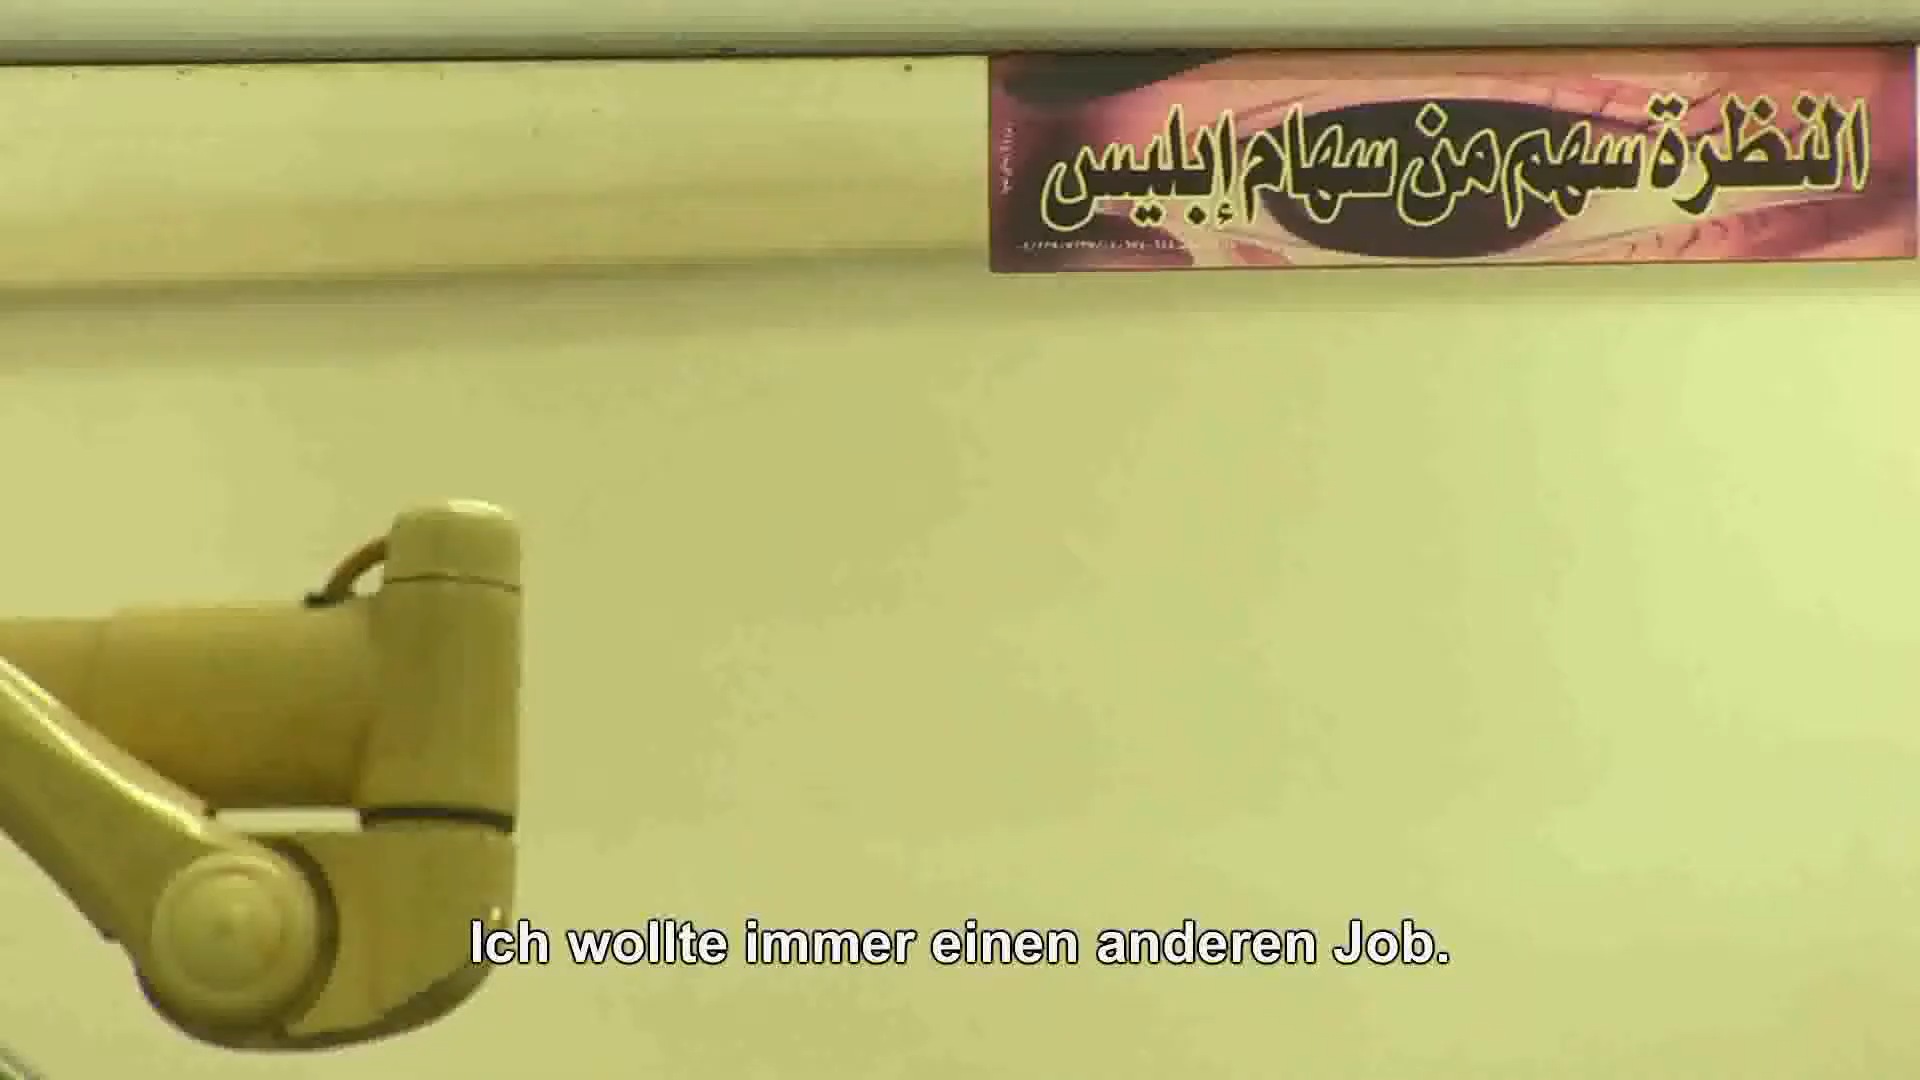 النظرة سهم من سهام إبليس
Ich wollte immer einen anderen Job.